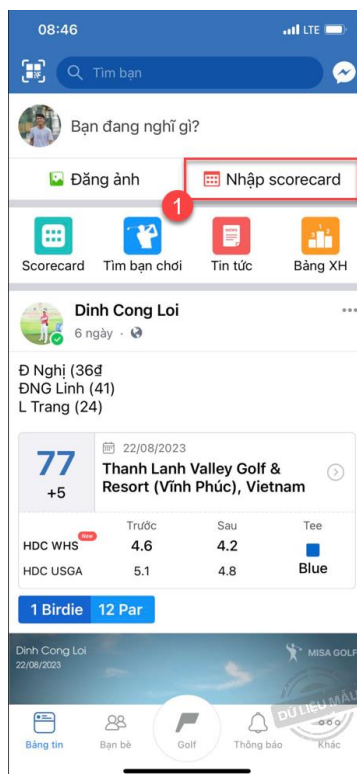 08:46
LTE
Tìm bạn
Bạn đang nghĩ gì?
Đăng ảnh
Nhập scorecard
1
Scorecard
Tìm bạn chơi
Tin tức
Bảng XH
Dinh Cong Loi
6 ngày ·
Đ Nghị (36đ
ĐNG Linh (41)
L Trang (24)
77
+5
22/08/2023
Thanh Lanh Valley Golf &
Resort (Vĩnh Phúc), Vietnam
Trước Sau Tee
HDC WHS New 4.6 4.2
HDC USGA 5.1 4.8 Blue
1 Birdie 12 Par
Dinh Cong Loi
22/08/2023
MISA GOLF
DỮ LIỆU MẪU
Bảng tin
Bạn bè
Golf
Thông báo
Khác